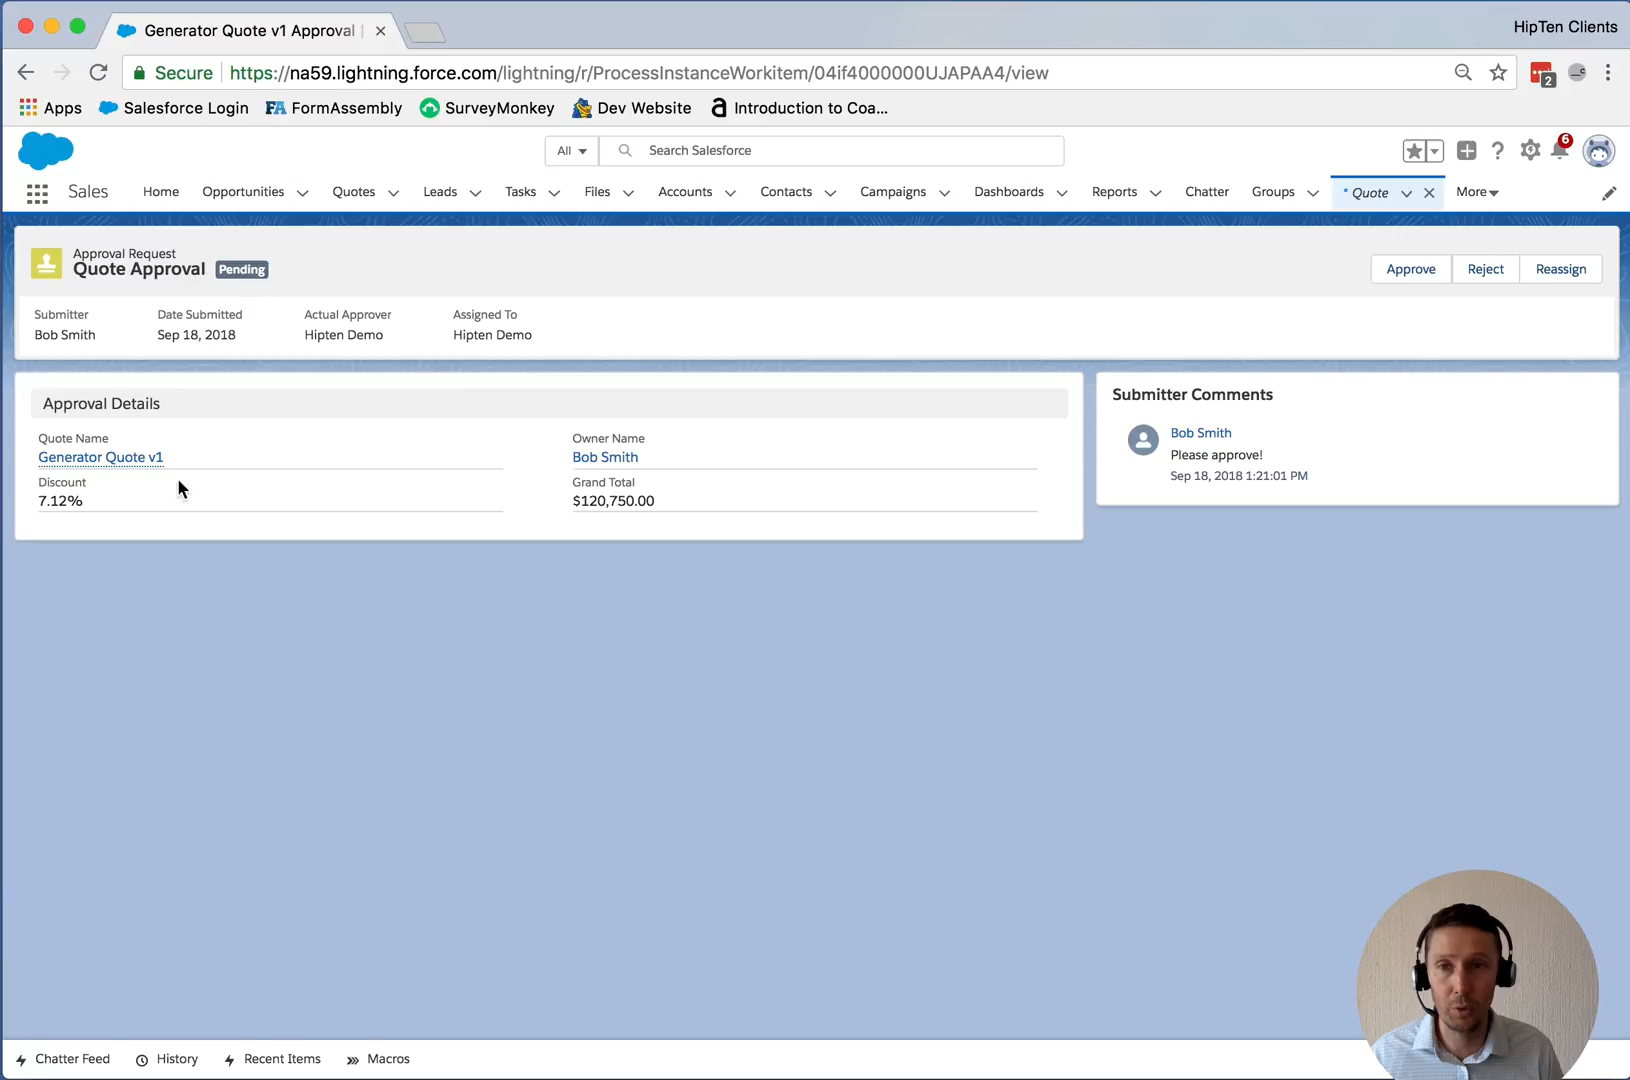 Generator Quote v1 Approval
HipTen Clients
Secure https://na59.lightning.force.com/lightning/r/ProcessInstanceWorkitem/04if4000000UJAPAA4/view
2
Apps Salesforce Login FA FormAssembly SurveyMonkey Dev Website a Introduction to Coa...
All Search Salesforce
6
Sales Home Opportunities Quotes Leads Tasks Files Accounts Contacts Campaigns Dashboards Reports Chatter Groups * Quote More
Approval Request
Quote Approval Pending
Approve Reject Reassign
Submitter Date Submitted Actual Approver Assigned To
Bob Smith Sep 18, 2018 Hipten Demo Hipten Demo
Approval Details
Quote Name Owner Name
Generator Quote v1 Bob Smith
Discount Grand Total
7.12% $120,750.00
Submitter Comments
Bob Smith
Please approve!
Sep 18, 2018 1:21:01 PM
Chatter Feed History Recent Items Macros